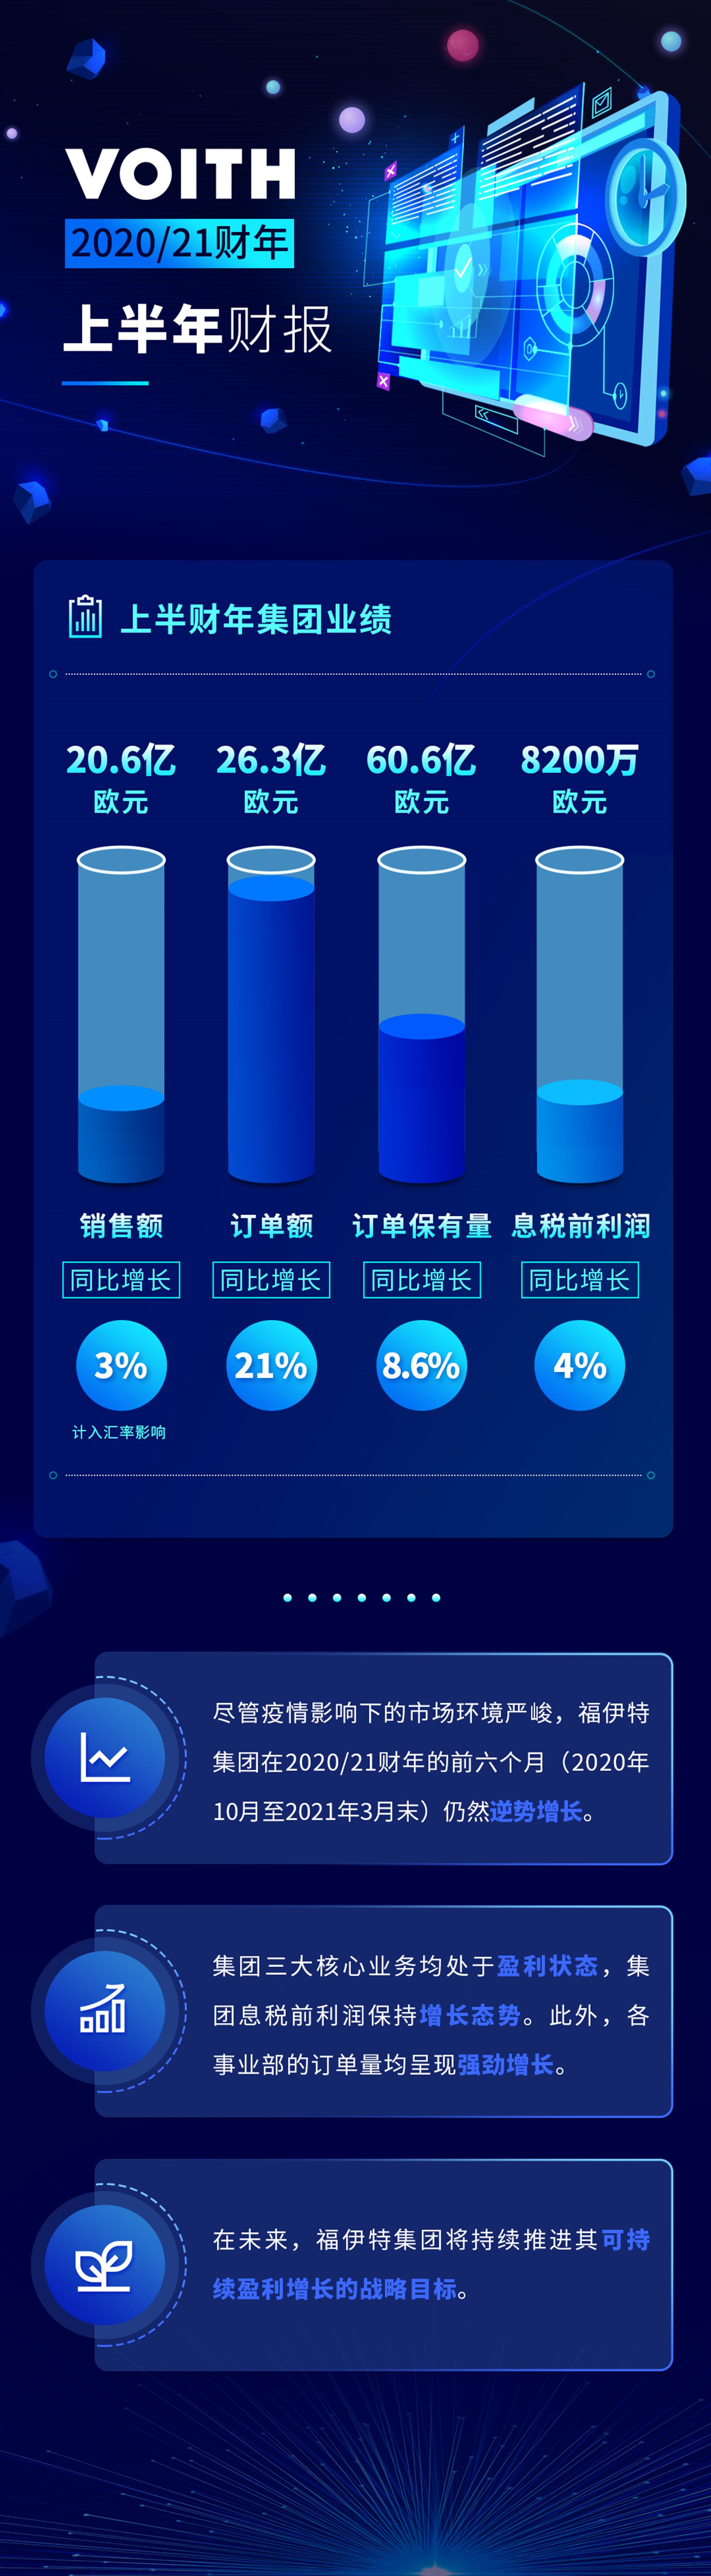 VOITH
2020/21财年
上半年财报
上半财年集团业绩
20.6亿 26.3亿 60.6亿 8200万
欧元 欧元 欧元 欧元
销售额 订单额 订单保有量 息税前利润
同比增长 同比增长 同比增长 同比增长
3% 21% 8.6% 4%
计入汇率影响
尽管疫情影响下的市场环境严峻，福伊特
集团在2020/21财年的前六个月（2020年
10月至2021年3月末）仍然逆势增长。
集团三大核心业务均处于盈利状态，集
团息税前利润保持增长态势。此外，各
事业部的订单量均呈现强劲增长。
在未来，福伊特集团将持续推进其可持
续盈利增长的战略目标。